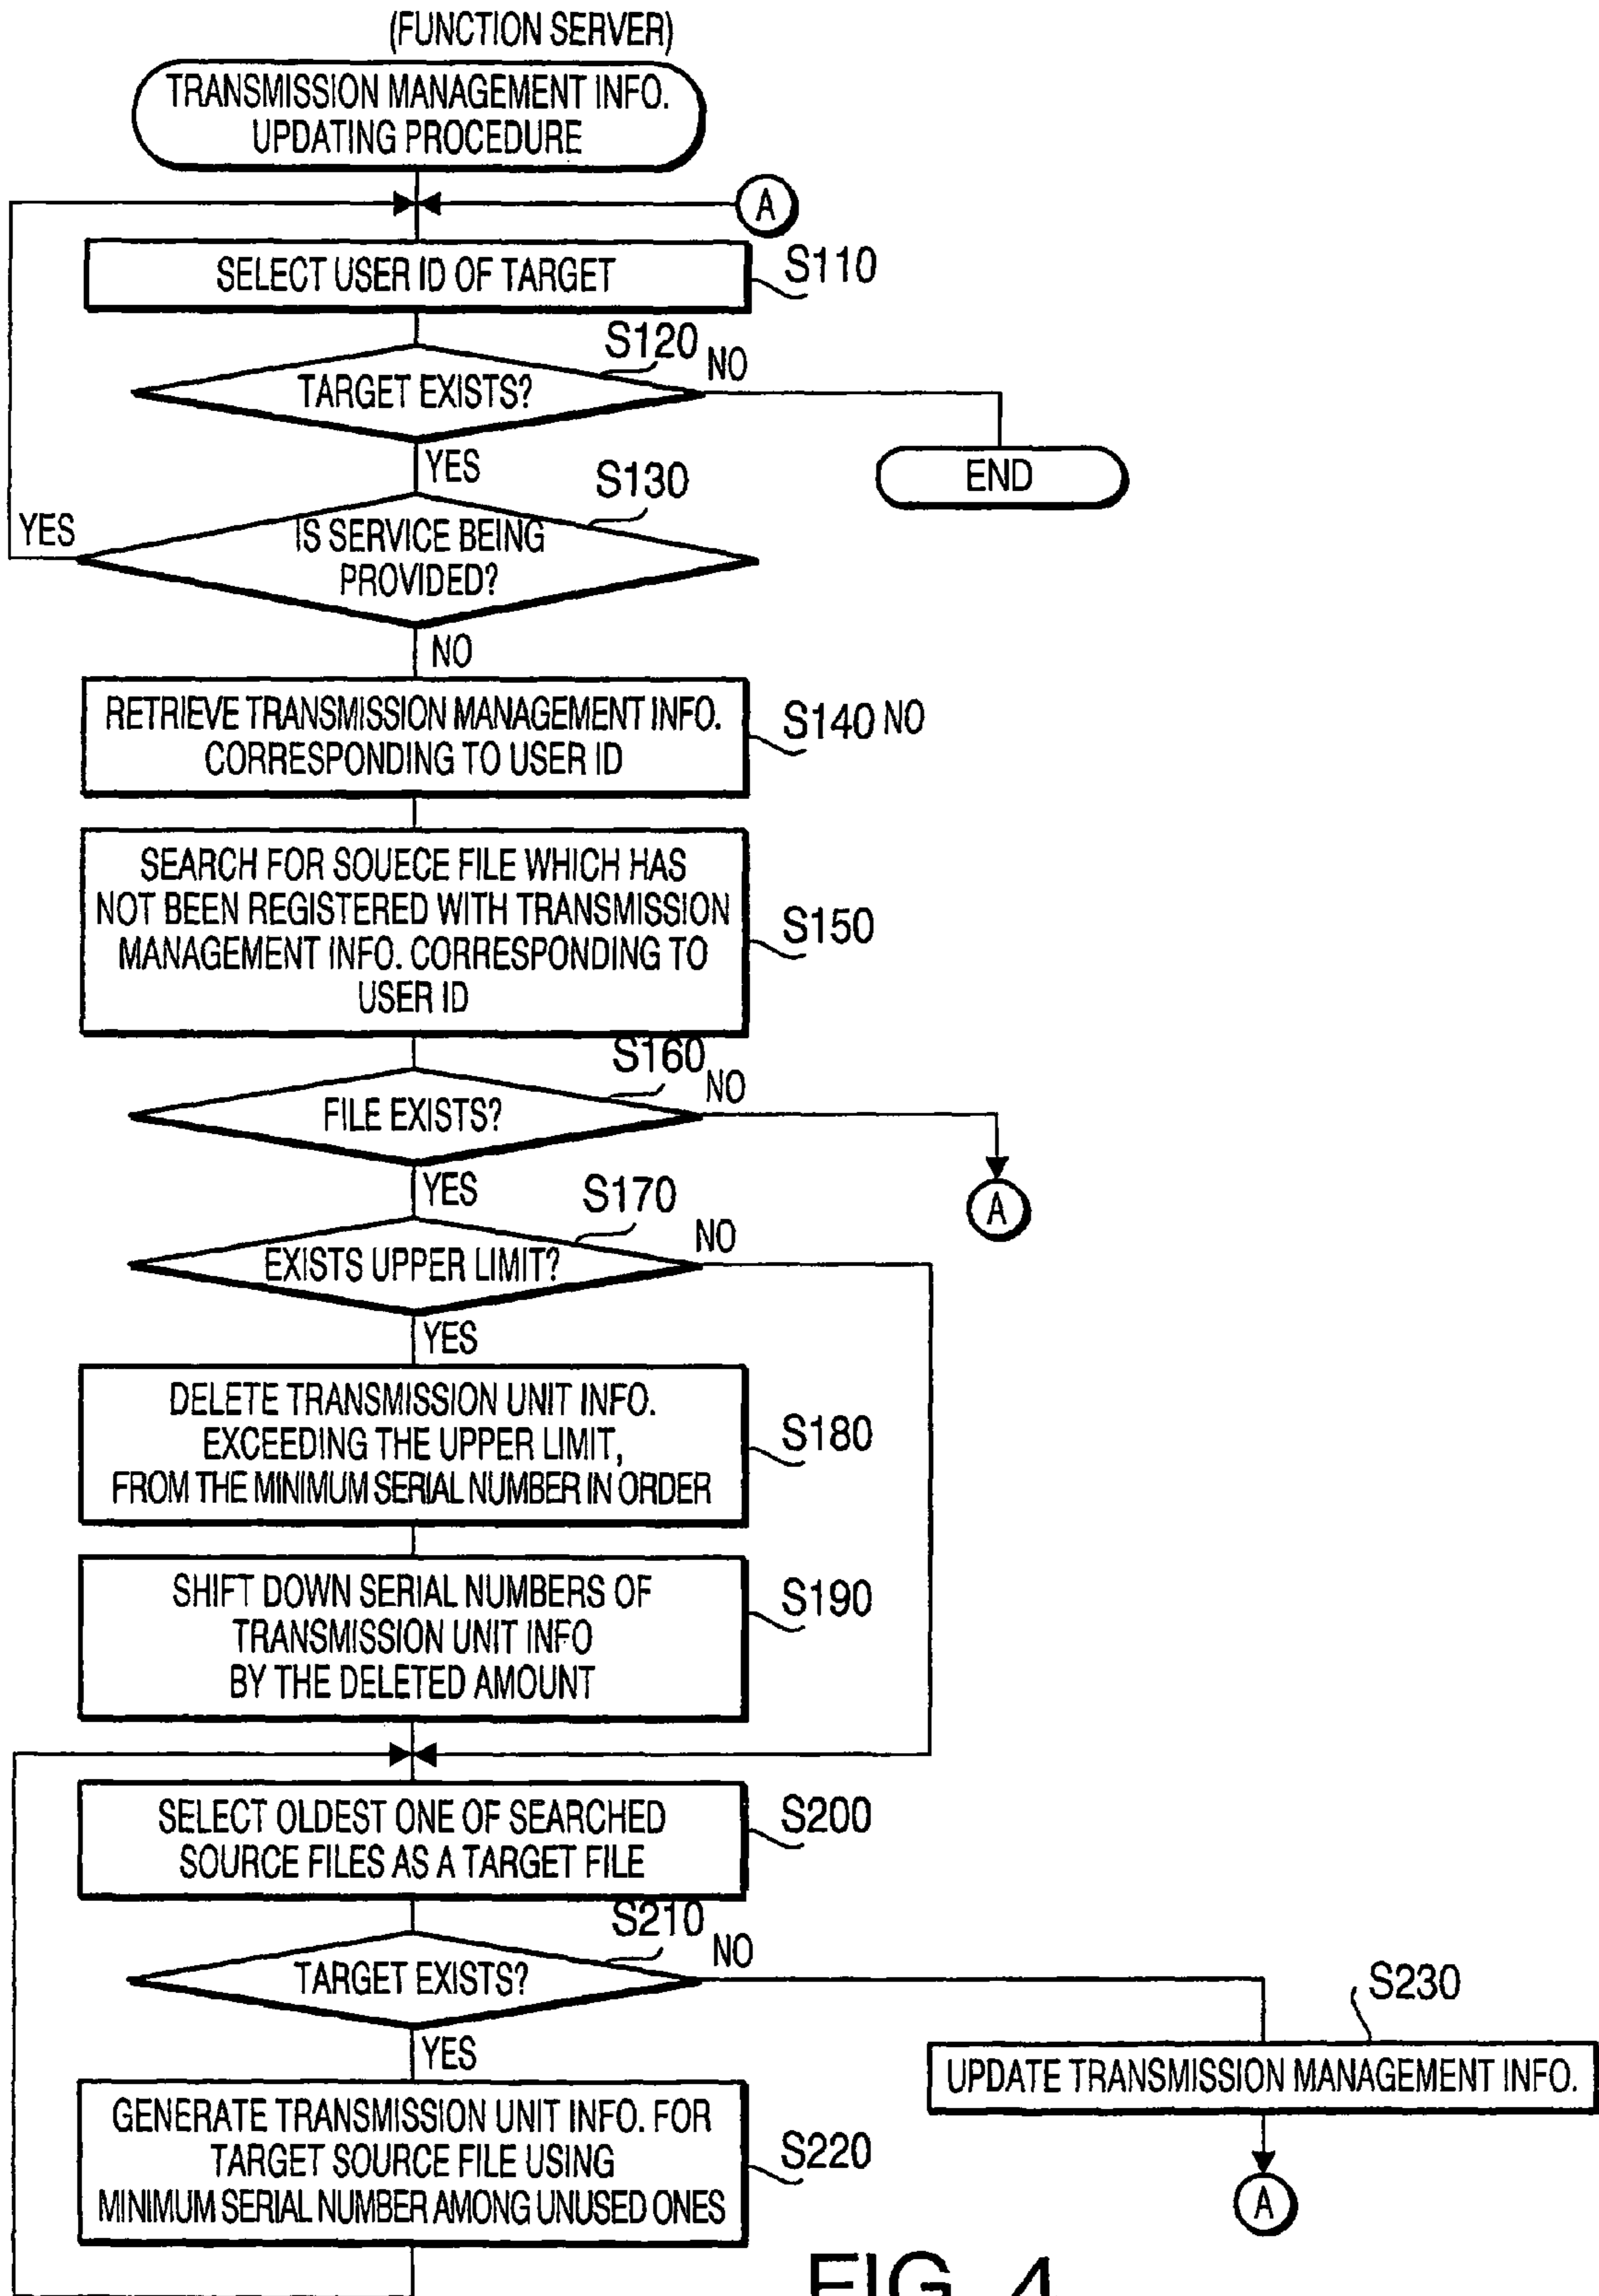 (FUNCTION SERVER)
TRANSMISSION MANAGEMENT INFO.
UPDATING PROCEDURE
A
SELECT USER ID OF TARGET
S110
S120
NO
TARGET EXISTS?
END
YES
S130
YES
IS SERVICE BEING
PROVIDED?
NO
RETRIEVE TRANSMISSION MANAGEMENT INFO.
CORRESPONDING TO USER ID
S140 NO
SEARCH FOR SOUECE FILE WHICH HAS
NOT BEEN REGISTERED WITH TRANSMISSION
MANAGEMENT INFO. CORRESPONDING TO
USER ID
S150
S160
NO
FILE EXISTS?
A
YES
S170
NO
EXISTS UPPER LIMIT?
YES
DELETE TRANSMISSION UNIT INFO.
EXCEEDING THE UPPER LIMIT,
FROM THE MINIMUM SERIAL NUMBER IN ORDER
S180
SHIFT DOWN SERIAL NUMBERS OF
TRANSMISSION UNIT INFO
BY THE DELETED AMOUNT
S190
SELECT OLDEST ONE OF SEARCHED
SOURCE FILES AS A TARGET FILE
S200
S210
NO
TARGET EXISTS?
S230
YES
UPDATE TRANSMISSION MANAGEMENT INFO.
GENERATE TRANSMISSION UNIT INFO. FOR
TARGET SOURCE FILE USING
MINIMUM SERIAL NUMBER AMONG UNUSED ONES
S220
A
FIG. 4